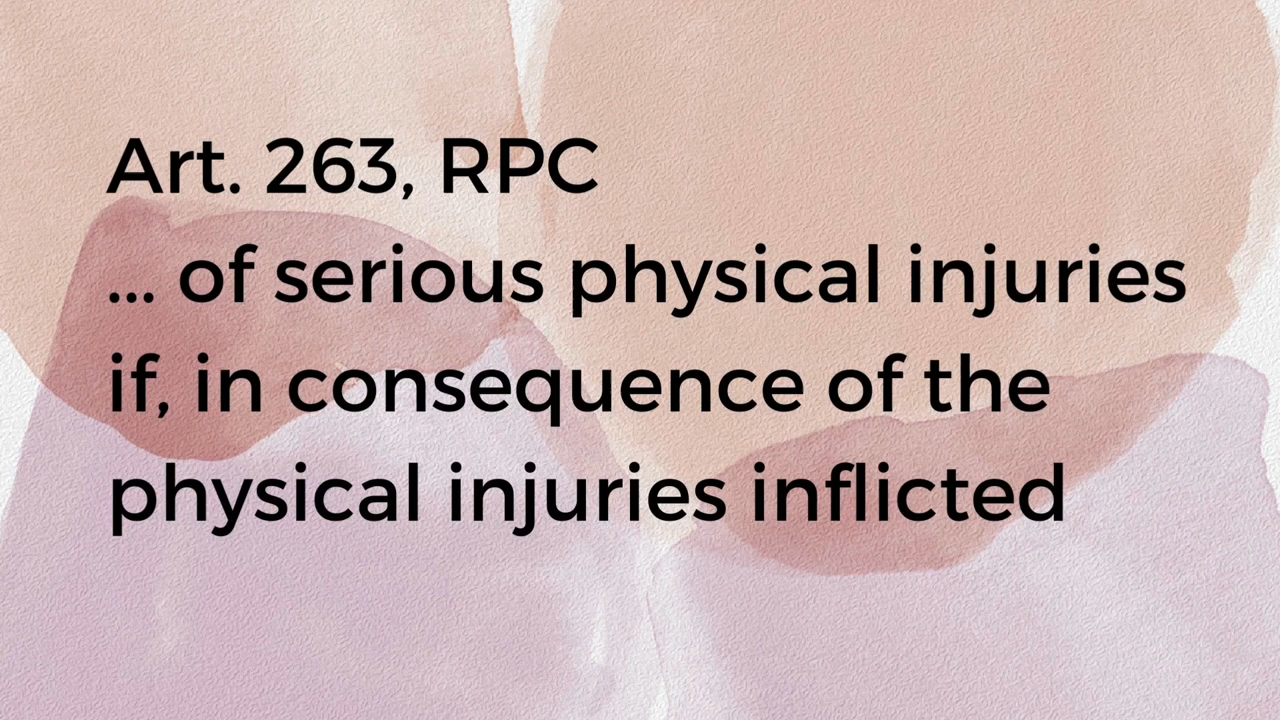 Art. 263, RPC
... of serious physical injuries
if, in consequence of the
physical injuries inflicted